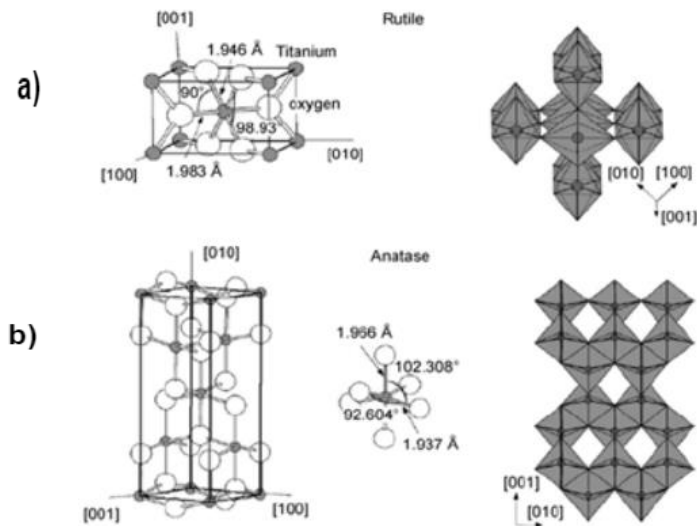 a)
Rutile
[001]
1.946 Å
Titanium
90°
oxygen
98.93°
[010]
[100]
1.983 Å
[010]
[100]
[001]
b)
Anatase
[010]
[001]
[100]
1.966 Å
102.308°
92.604°
1.937 Å
[001]
[010]